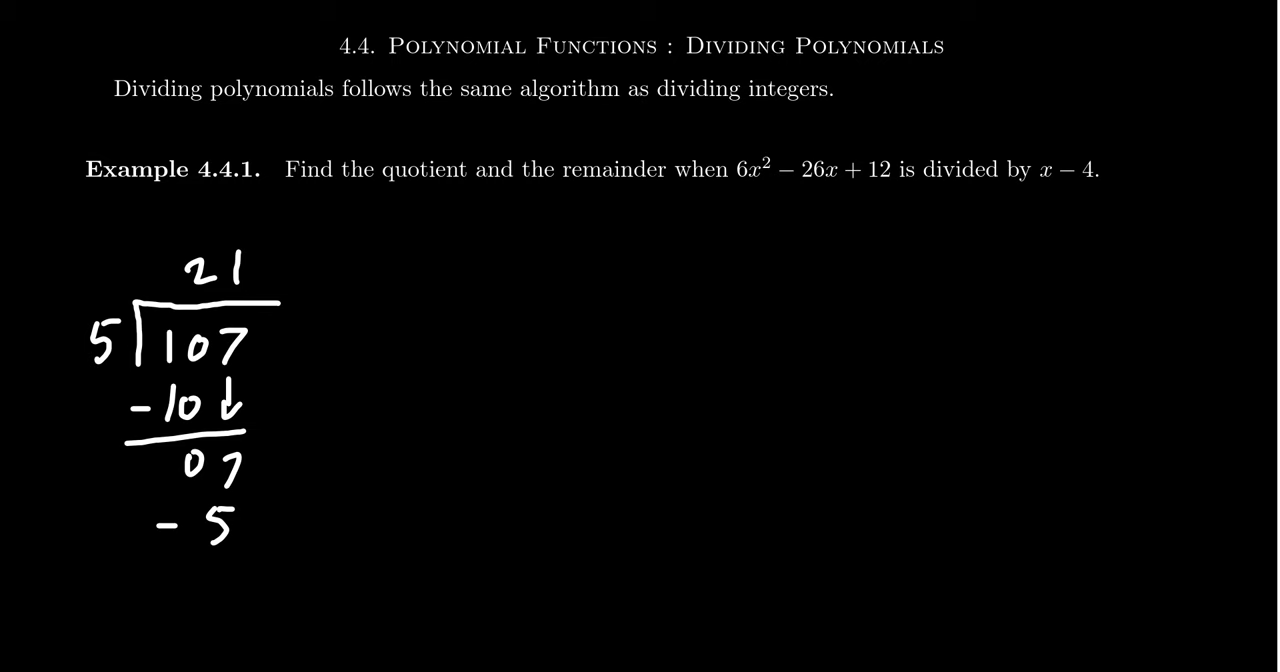 4.4. POLYNOMIAL FUNCTIONS : DIVIDING POLYNOMIALS
Dividing polynomials follows the same algorithm as dividing integers.
Example 4.4.1. Find the quotient and the remainder when 6x² − 26x + 12 is divided by x − 4.
21
5 107
- 10 ↓
07
- 5